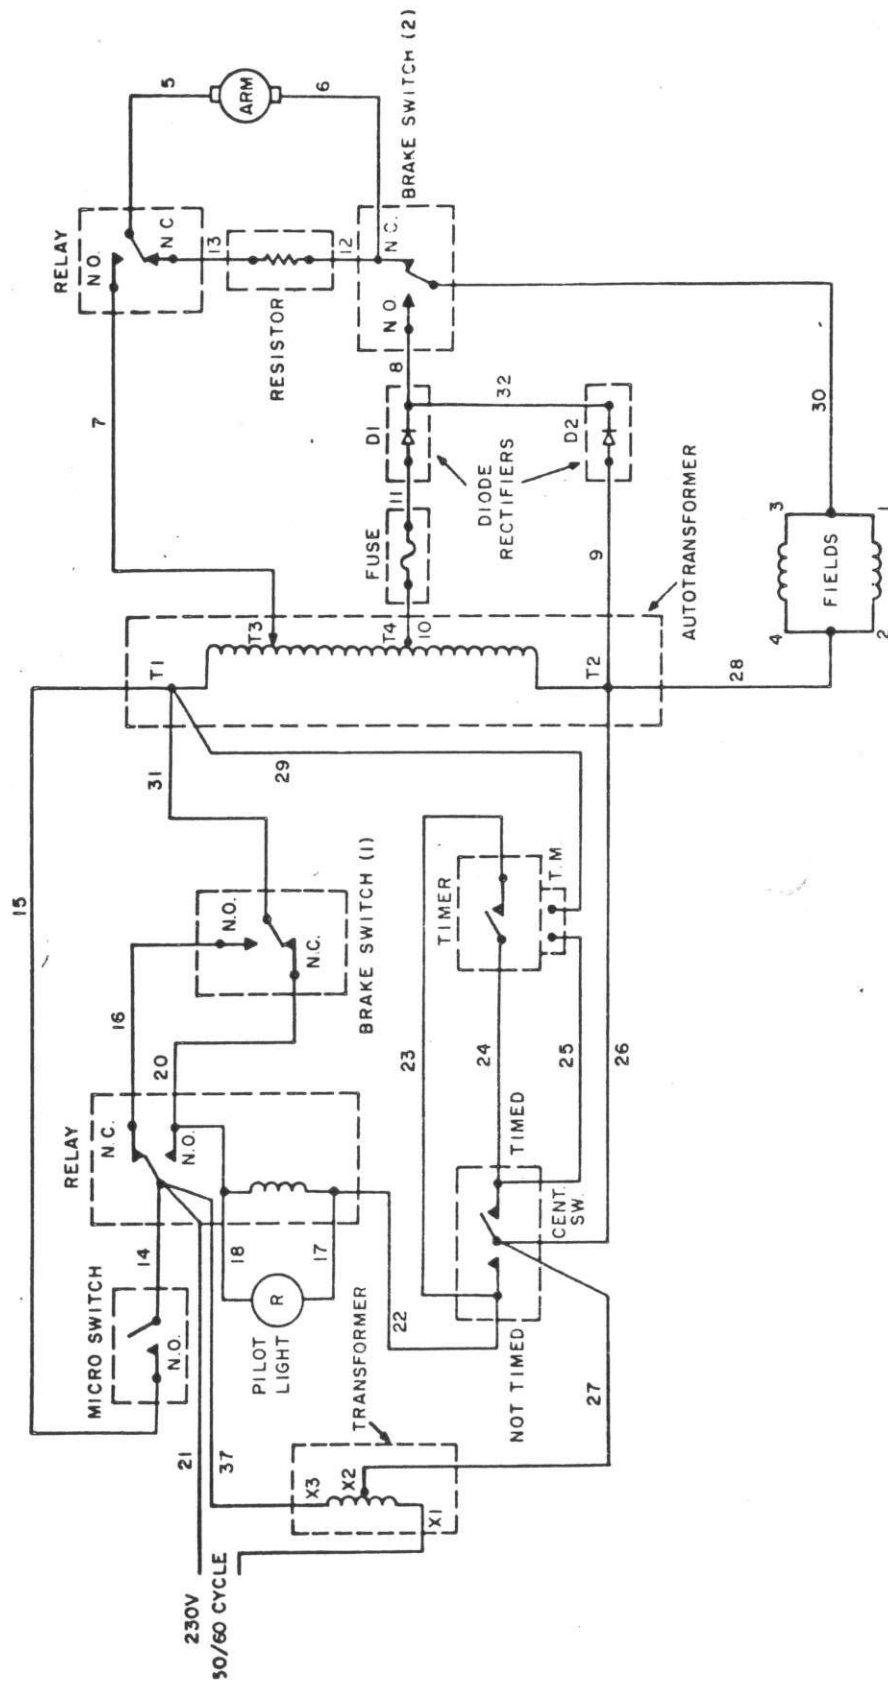 230V
50/60 CYCLE
21
37
X3
X2
X1
TRANSFORMER
27
MICRO SWITCH
N.O.
14
15
PILOT
LIGHT
R
18
17
22
RELAY
N.C.
N.O.
16
20
NOT TIMED
CENT.
SW.
TIMED
23
24
25
26
BRAKE SWITCH (1)
N.O.
N.C.
TIMER
T.M.
31
29
T1
T3
T4
10
T2
28
AUTOTRANSFORMER
7
FUSE
11
D1
8
DIODE
RECTIFIERS
9
D2
32
FIELDS
4
3
2
1
30
RELAY
N.O.
N C
13
RESISTOR
12
N.C.
N O.
BRAKE SWITCH (2)
5
ARM
6